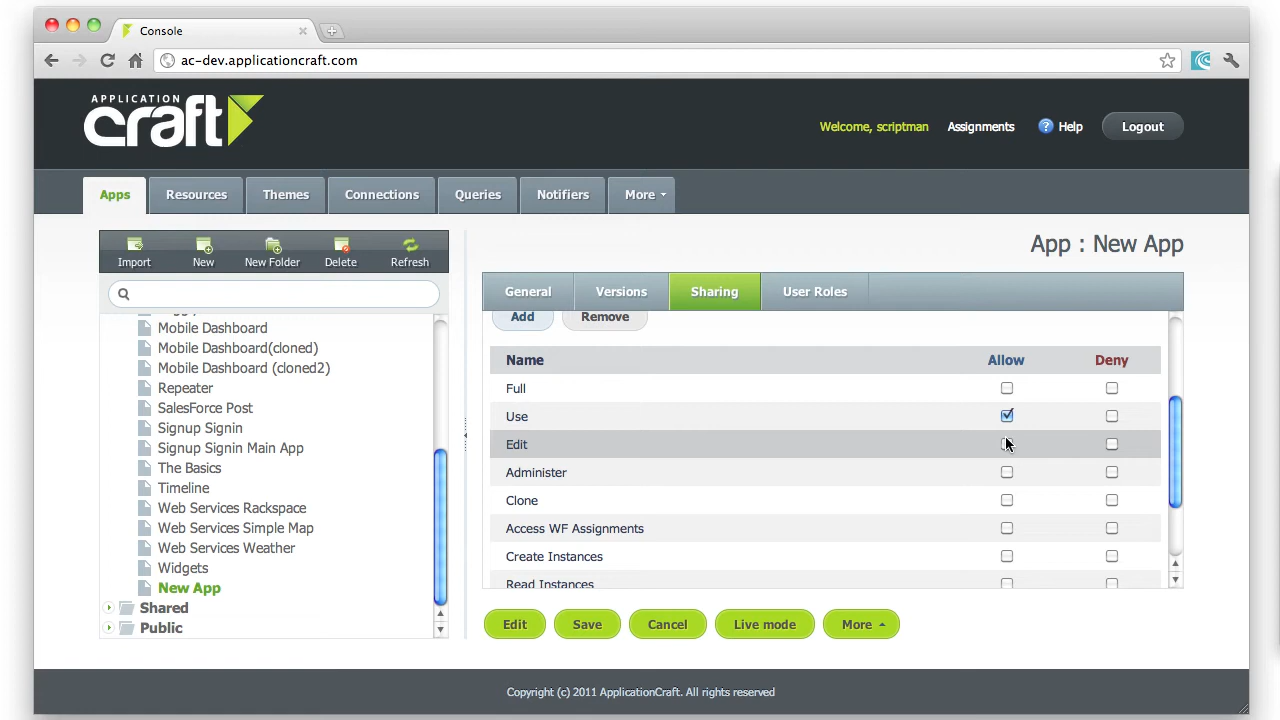 Console
ac-dev.applicationcraft.com
APPLICATION
craft
Welcome, scriptman
Assignments
? Help
Logout
Apps
Resources
Themes
Connections
Queries
Notifiers
More
Import
New
New Folder
Delete
Refresh
App : New App
General
Versions
Sharing
User Roles
Mobile Dashboard
Mobile Dashboard(cloned)
Mobile Dashboard (cloned2)
Repeater
SalesForce Post
Signup Signin
Signup Signin Main App
The Basics
Timeline
Web Services Rackspace
Web Services Simple Map
Web Services Weather
Widgets
New App
Shared
Public
Add
Remove
Name Allow Deny
Full
Use
Edit
Administer
Clone
Access WF Assignments
Create Instances
Read Instances
Edit
Save
Cancel
Live mode
More
Copyright (c) 2011 ApplicationCraft. All rights reserved